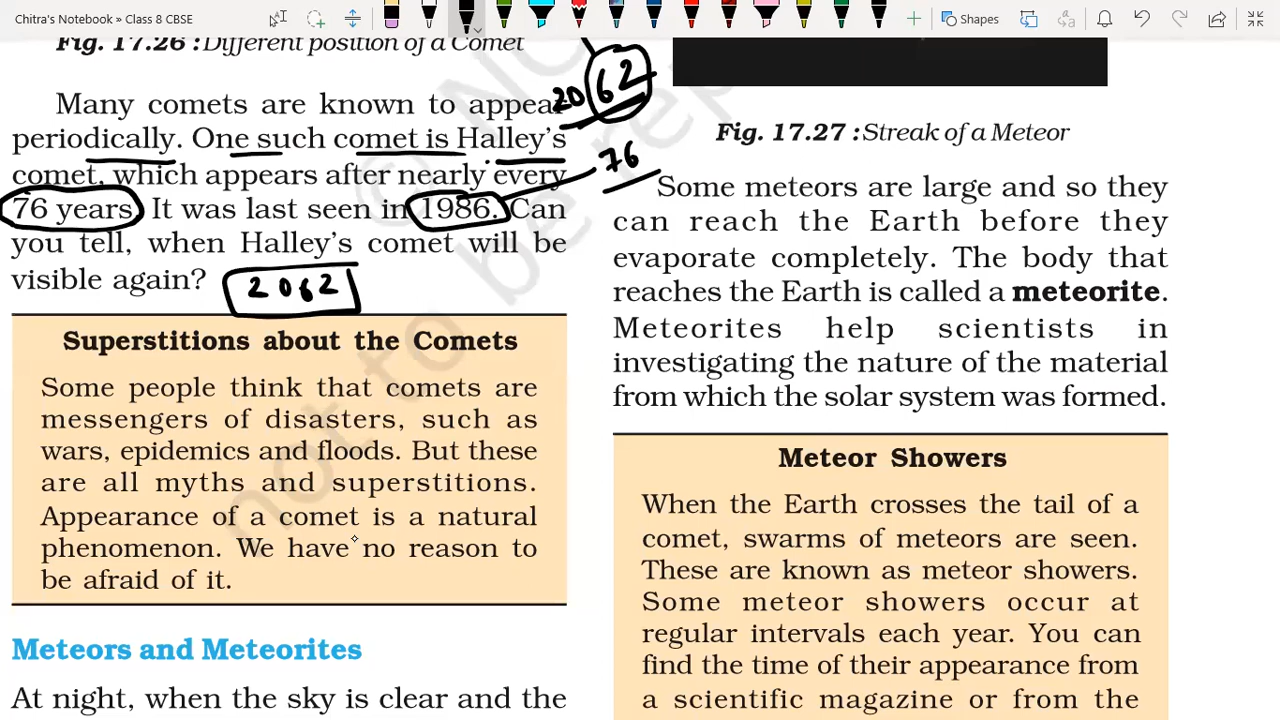 Chitra's Notebook » Class 8 CBSE
Shapes
Fig. 17.26 : Different position of a Comet
Many comets are known to appear
periodically. One such comet is Halley's
comet, which appears after nearly every
76 years. It was last seen in 1986. Can
you tell, when Halley's comet will be
visible again? 2062
2062
76
Superstitions about the Comets
Some people think that comets are
messengers of disasters, such as
wars, epidemics and floods. But these
are all myths and superstitions.
Appearance of a comet is a natural
phenomenon. We have no reason to
be afraid of it.
Meteors and Meteorites
At night, when the sky is clear and the
Fig. 17.27 : Streak of a Meteor
Some meteors are large and so they
can reach the Earth before they
evaporate completely. The body that
reaches the Earth is called a meteorite.
Meteorites help scientists in
investigating the nature of the material
from which the solar system was formed.
Meteor Showers
When the Earth crosses the tail of a
comet, swarms of meteors are seen.
These are known as meteor showers.
Some meteor showers occur at
regular intervals each year. You can
find the time of their appearance from
a scientific magazine or from the
not to be rep
© NC